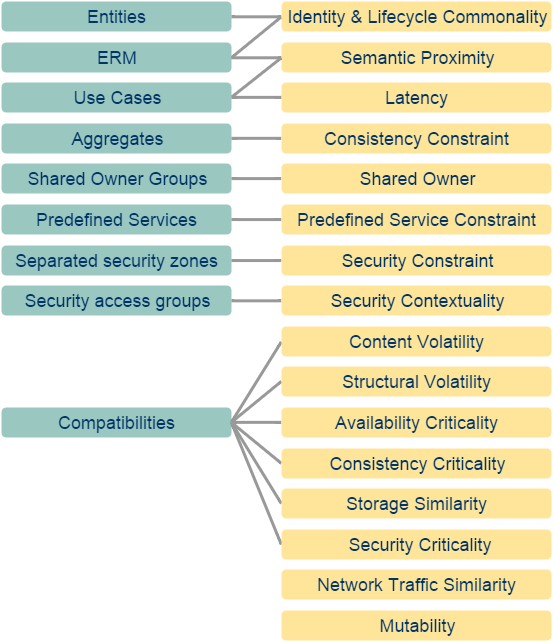 Entities
Identity & Lifecycle Commonality
ERM
Semantic Proximity
Use Cases
Latency
Aggregates
Consistency Constraint
Shared Owner Groups
Shared Owner
Predefined Services
Predefined Service Constraint
Separated security zones
Security Constraint
Security access groups
Security Contextuality
Content Volatility
Structural Volatility
Compatibilities
Availability Criticality
Consistency Criticality
Storage Similarity
Security Criticality
Network Traffic Similarity
Mutability